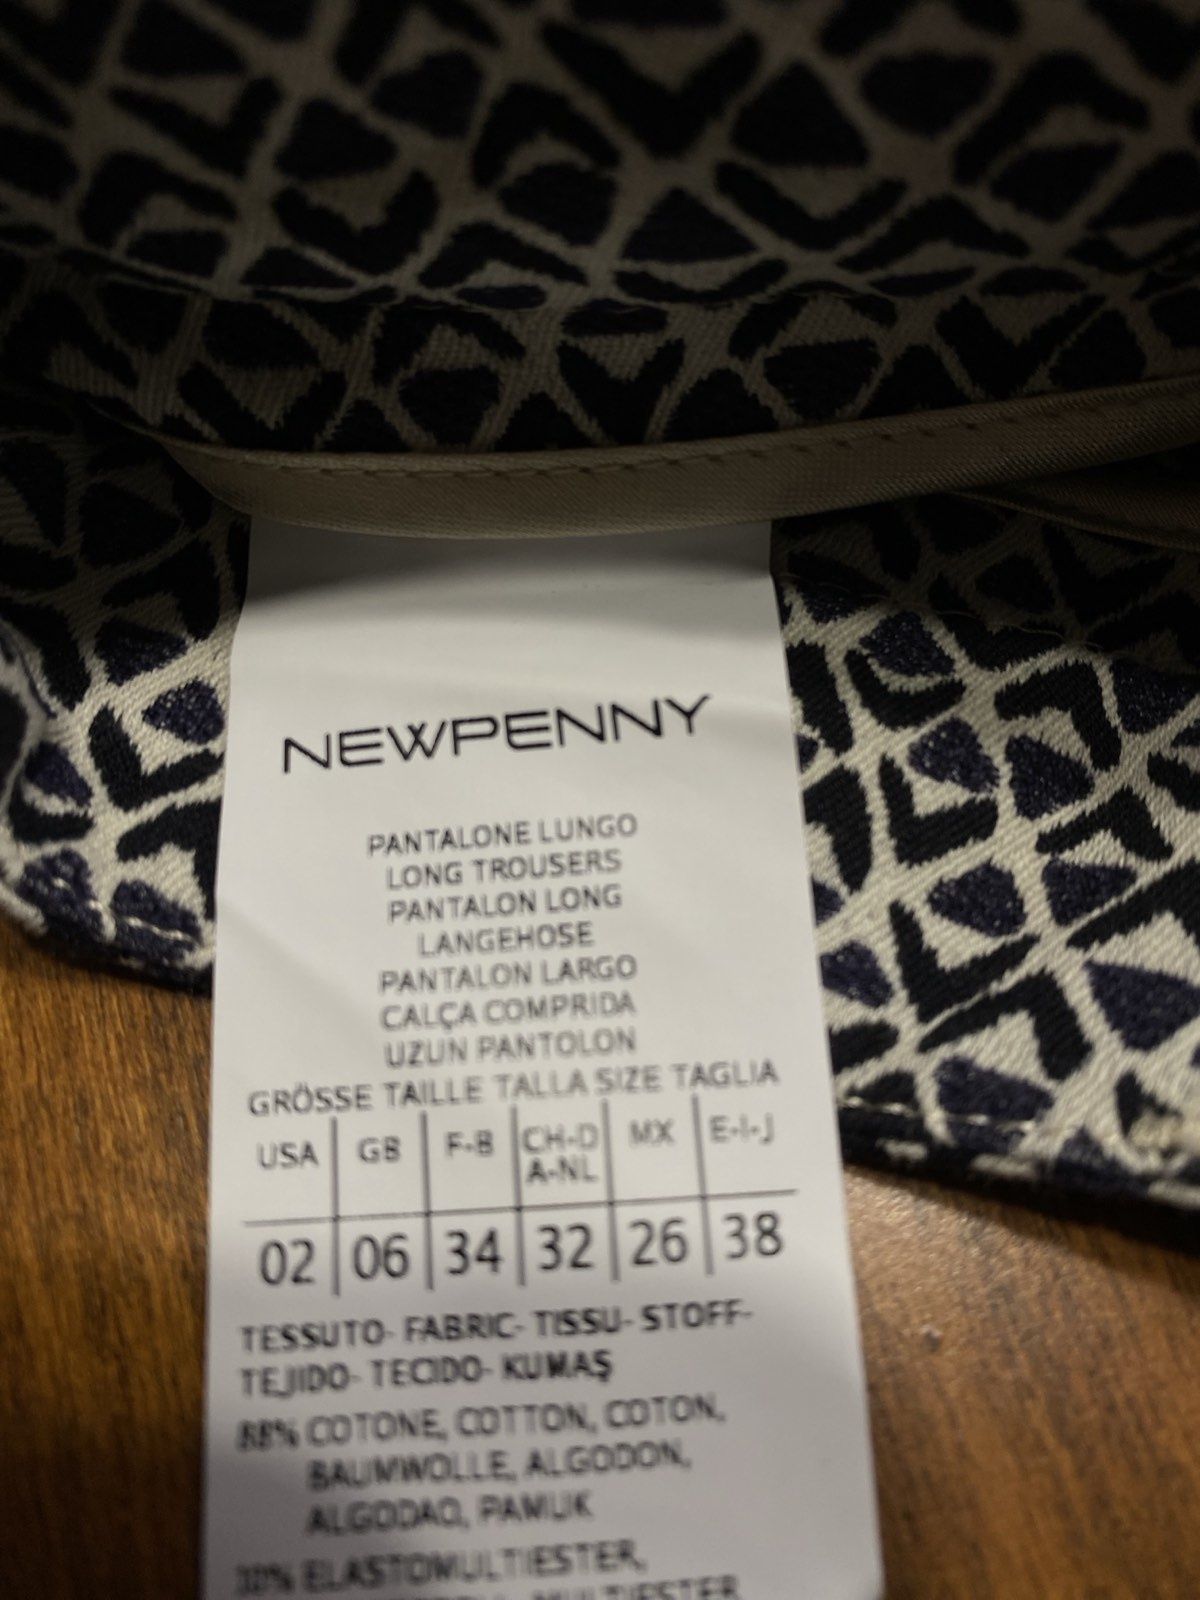 NEWPENNY
PANTALONE LUNGO
LONG TROUSERS
PANTALON LONG
LANGEHOSE
PANTALON LARGO
CALÇA COMPRIDA
UZUN PANTOLON
GRÖSSE TAILLE TALLA SIZE TAGLIA
USA GB F-B CH-D MX E-I-J
A-NL
02 06 34 32 26 38
TESSUTO- FABRIC- TISSU- STOFF-
TEJIDO- TECIDO- KUMAŞ
88% COTONE, COTTON, COTON,
BAUMWOLLE, ALGODON,
ALGODAO, PAMUK
10% ELASTOMULTIESTER,